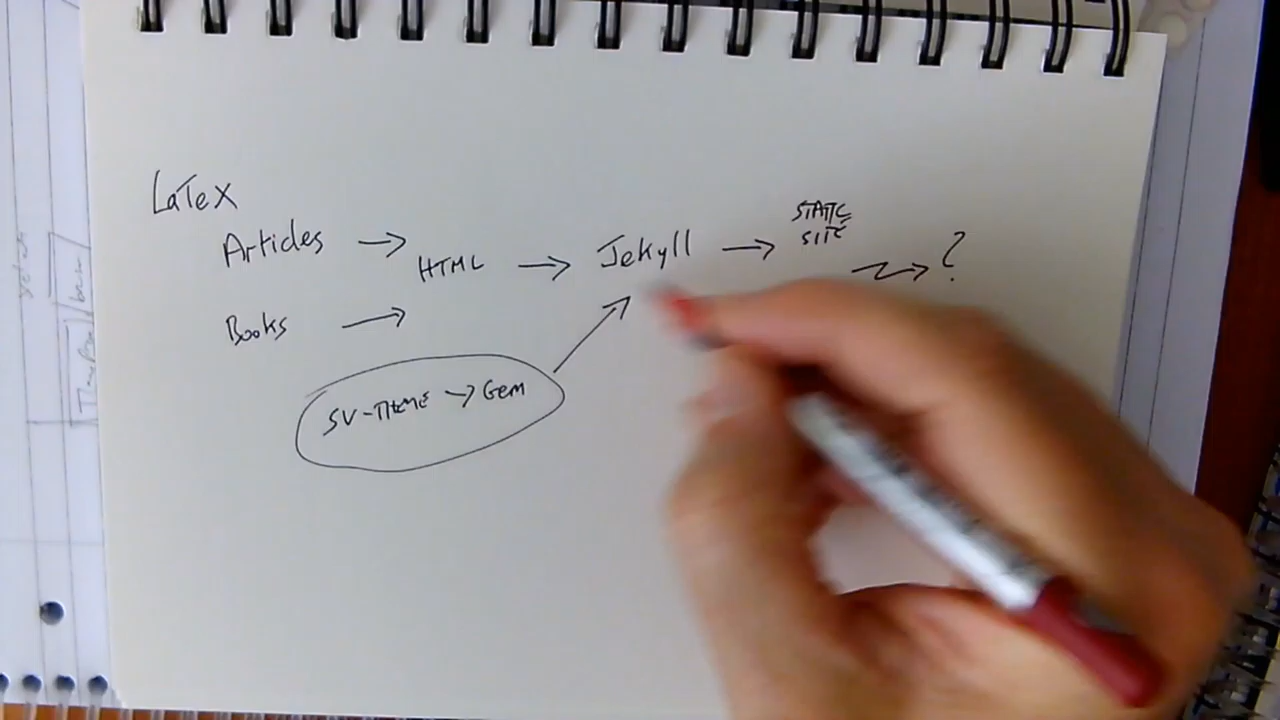 LaTeX
Articles → HTML → Jekyll → STATIC
SITE
?
Books →
SV-THEME → Gem